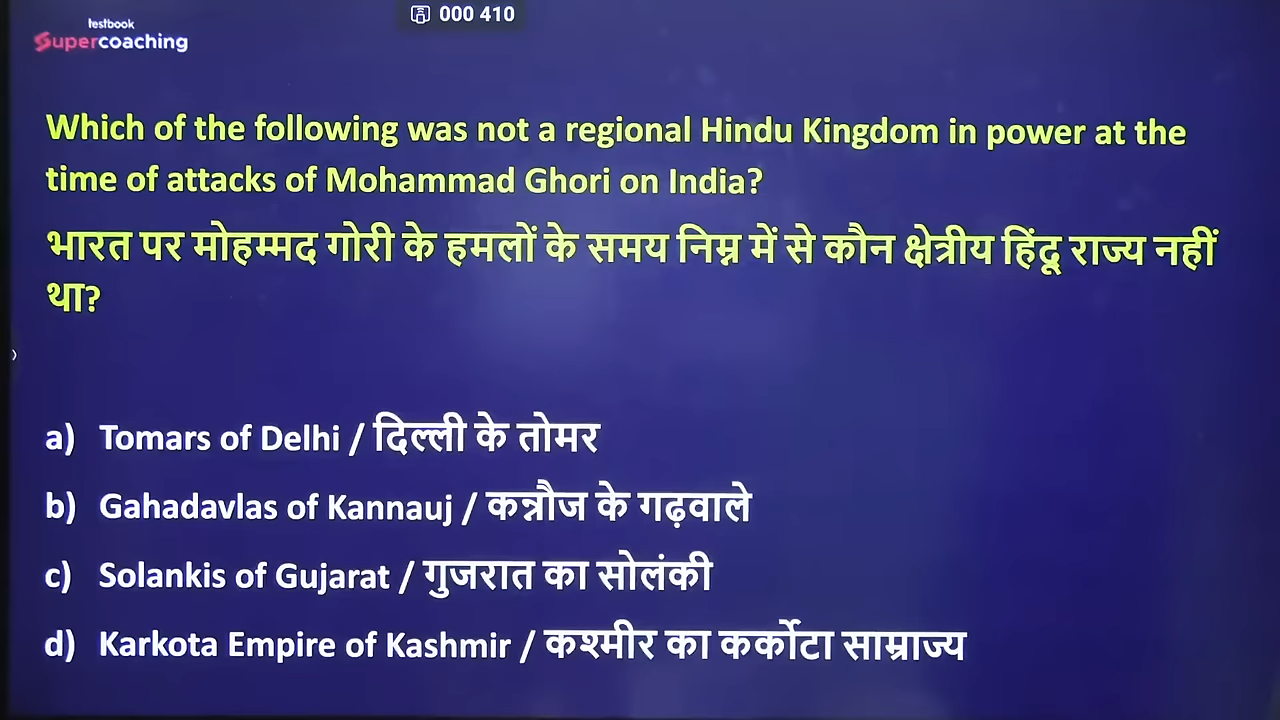 testbook
Supercoaching
000 410
Which of the following was not a regional Hindu Kingdom in power at the
time of attacks of Mohammad Ghori on India?
भारत पर मोहम्मद गोरी के हमलों के समय निम्न में से कौन क्षेत्रीय हिंदू राज्य नहीं
था?
a) Tomars of Delhi / दिल्ली के तोमर
b) Gahadavlas of Kannauj / कन्नौज के गढ़वाले
c) Solankis of Gujarat / गुजरात का सोलंकी
d) Karkota Empire of Kashmir / कश्मीर का कर्कोटा साम्राज्य